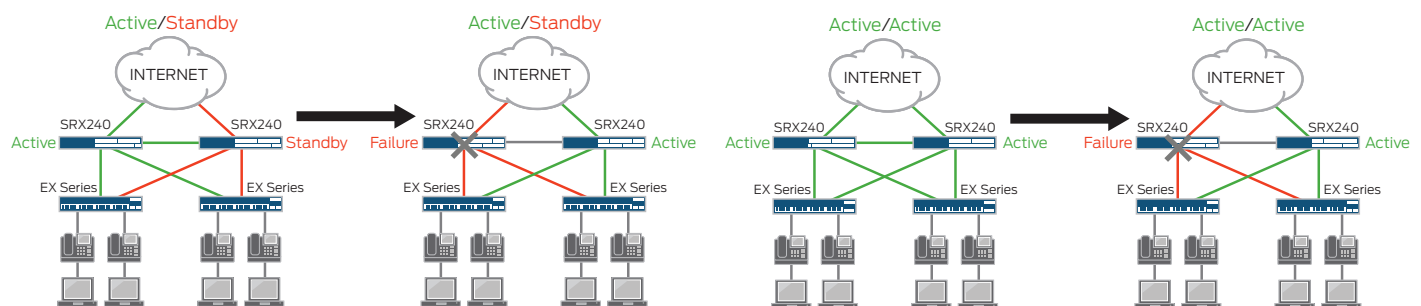 Active/Standby
INTERNET
SRX240
SRX240
Active
Standby
EX Series
EX Series
Active/Standby
INTERNET
SRX240
SRX240
Failure
Active
EX Series
EX Series
Active/Active
INTERNET
SRX240
SRX240
Active
Active
EX Series
EX Series
Active/Active
INTERNET
SRX240
SRX240
Failure
Active
EX Series
EX Series